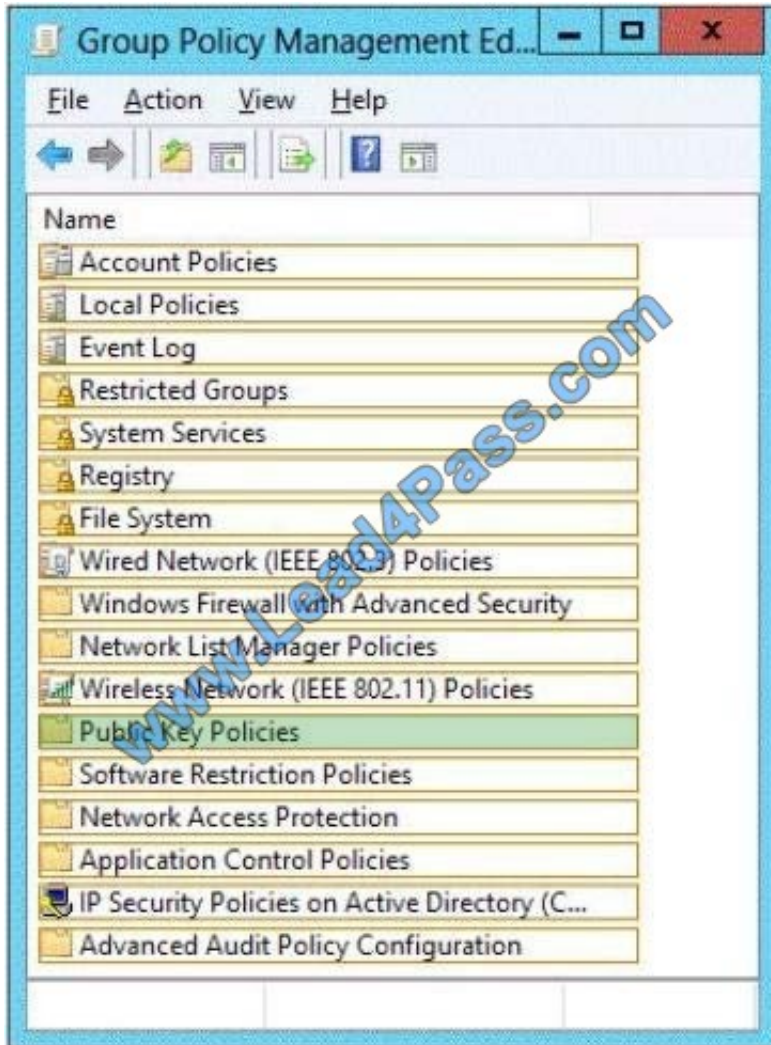 Group Policy Management Ed...
File Action View Help
Name
Account Policies
Local Policies
Event Log
Restricted Groups
System Services
Registry
File System
Wired Network (IEEE 802.3) Policies
Windows Firewall with Advanced Security
Network List Manager Policies
Wireless Network (IEEE 802.11) Policies
Public Key Policies
Software Restriction Policies
Network Access Protection
Application Control Policies
IP Security Policies on Active Directory (C...
Advanced Audit Policy Configuration
www.Lead4Pass.com